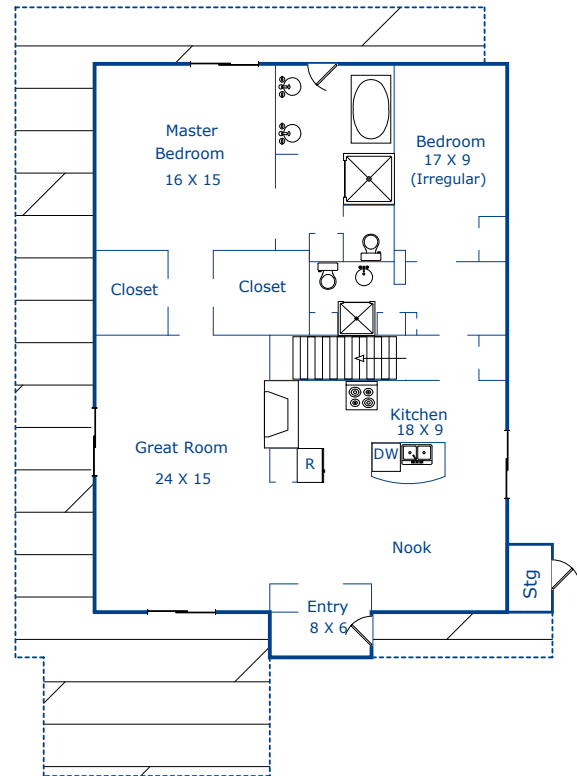 Master
Bedroom
16 X 15
Bedroom
17 X 9
(Irregular)
Closet
Closet
Great Room
24 X 15
Kitchen
18 X 9
R
DW
Nook
Stg
Entry
8 X 6